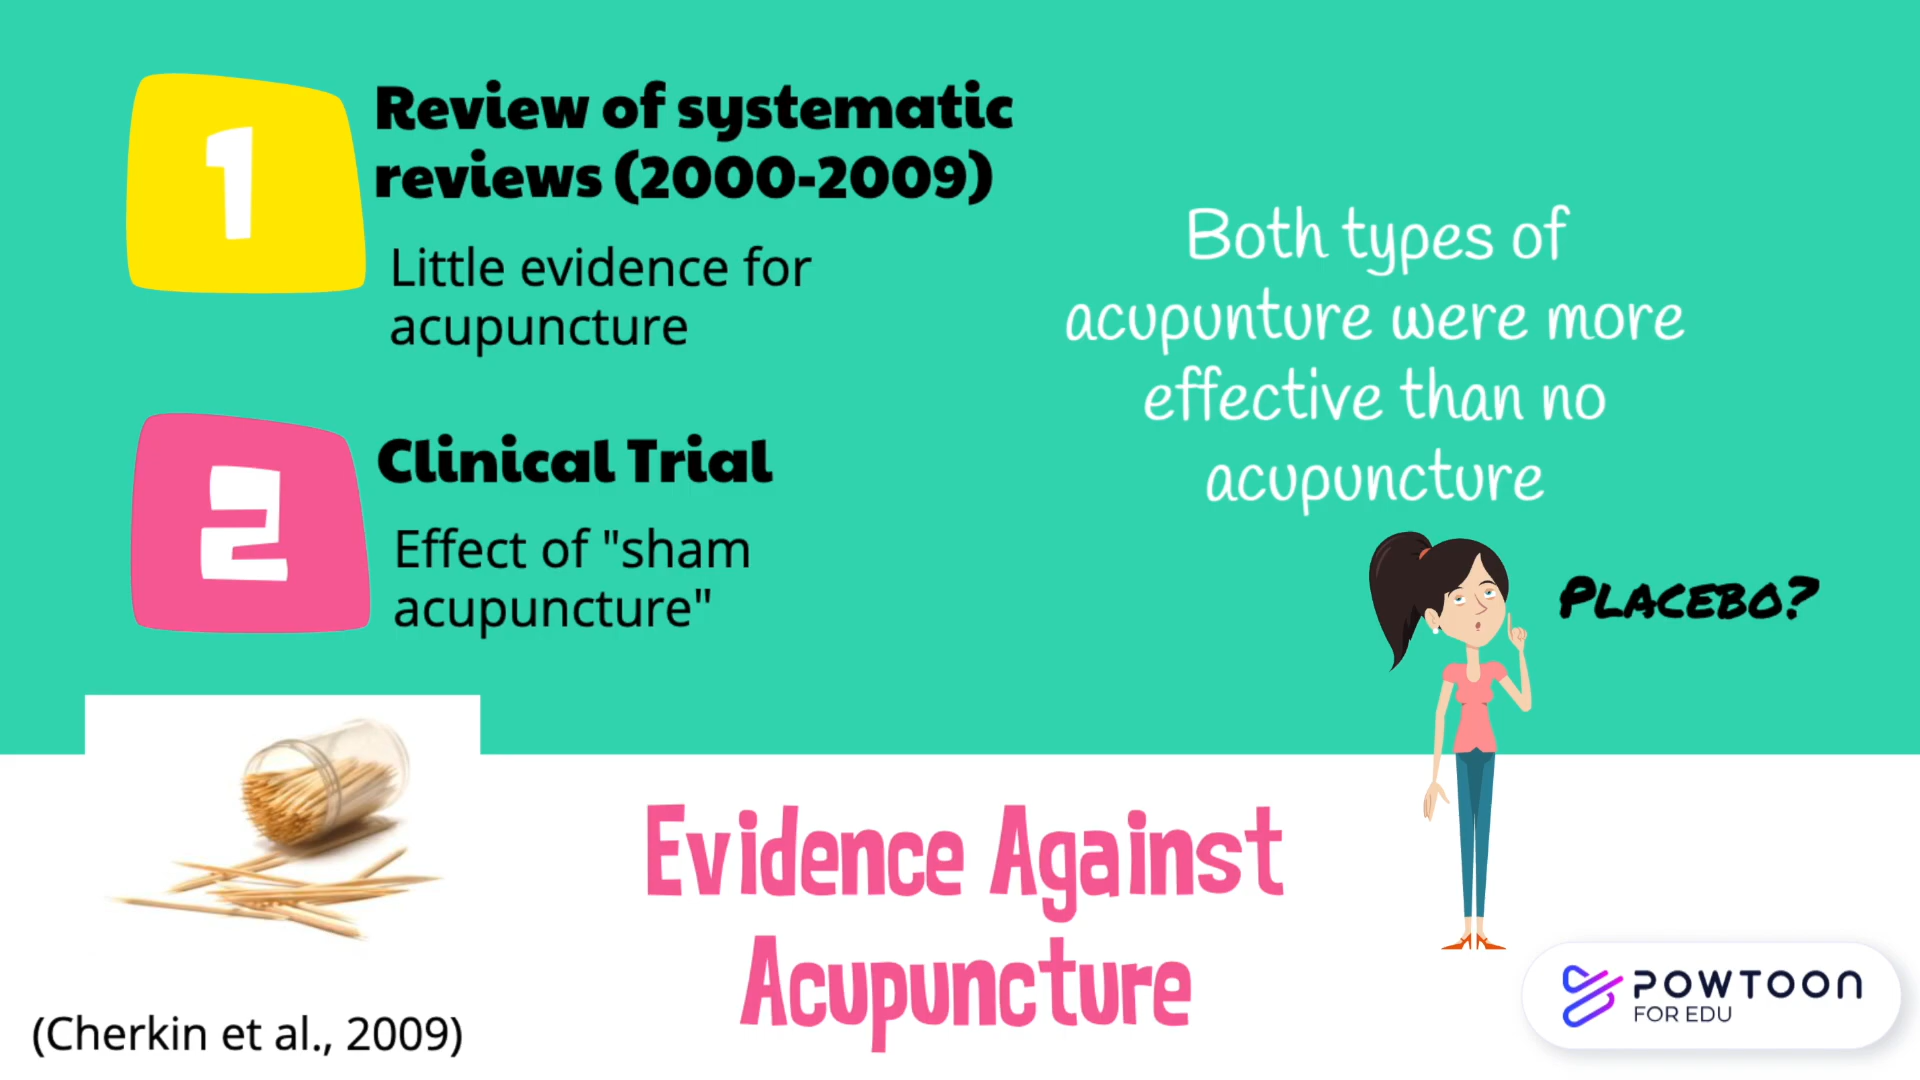 1
Review of systematic
reviews (2000-2009)
Little evidence for
acupuncture
2
Clinical Trial
Effect of "sham
acupuncture"
Both types of
acupunture were more
effective than no
acupuncture
Placebo?
Evidence Against
Acupuncture
(Cherkin et al., 2009)
POWTOON
FOR EDU